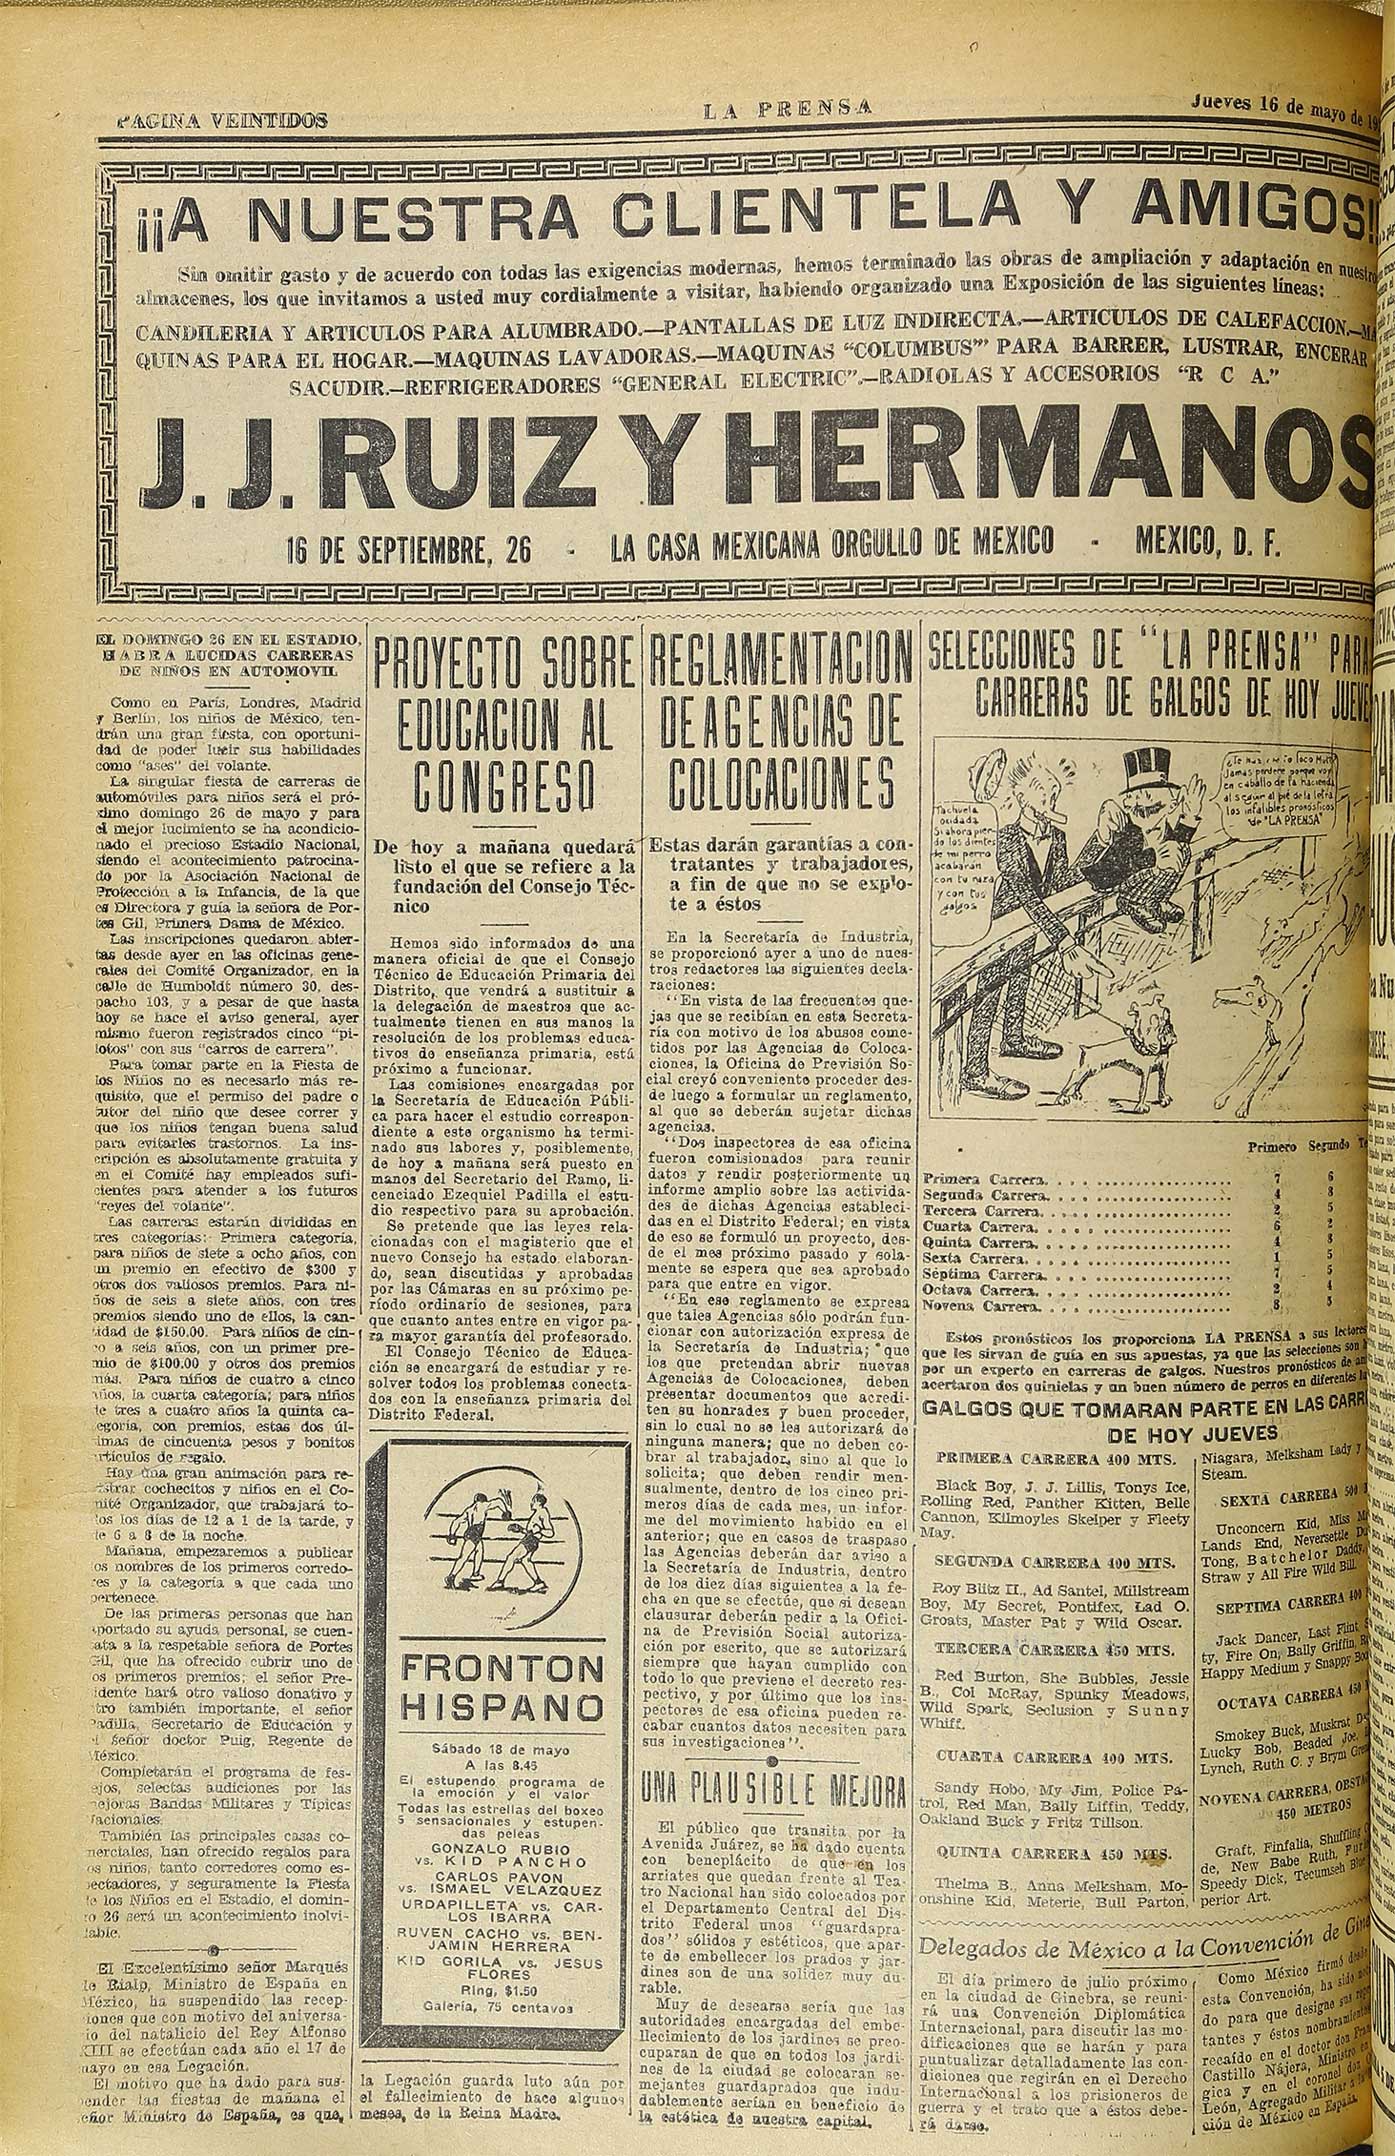 PAGINA VEINTIDOS
LA PRENSA
Jueves 16 de mayo de
¡¡A NUESTRA CLIENTELA Y AMIGOS!!
Sin omitir gasto y de acuerdo con todas las exigencias modernas, hemos terminado las obras de ampliación y adaptación en nuestro
almacenes, los que invitamos a usted muy cordialmente a visitar, habiendo organizado una Exposición de las siguientes líneas:
CANDILERIA Y ARTICULOS PARA ALUMBRADO.—PANTALLAS DE LUZ INDIRECTA.—ARTICULOS DE CALEFACCION.—MA
QUINAS PARA EL HOGAR.—MAQUINAS LAVADORAS.—MAQUINAS "COLUMBUS"' PARA BARRER, LUSTRAR, ENCERAR
SACUDIR.—REFRIGERADORES "GENERAL ELECTRIC".—RADIOLAS Y ACCESORIOS "R C A."
J. J. RUIZ Y HERMANOS
16 DE SEPTIEMBRE, 26 - LA CASA MEXICANA ORGULLO DE MEXICO - MEXICO, D. F.
EL DOMINGO 26 EN EL ESTADIO,
HABRA LUCIDAS CARRERAS
DE NIÑOS EN AUTOMOVIL
Como en París, Londres, Madrid
y Berlín, los niños de México, ten-
drán una gran fiesta, con oportuni-
dad de poder lucir sus habilidades
como "ases" del volante.
La singular fiesta de carreras de
automóviles para niños será el pró-
ximo domingo 26 de mayo y para
el mejor lucimiento se ha acondicio-
nado el precioso Estadio Nacional,
siendo el acontecimiento patrocina-
do por la Asociación Nacional de
Protección a la Infancia, de la que
es Directora y guía la señora de Por-
tes Gil, Primera Dama de México.
Las inscripciones quedaron abier-
tas desde ayer en las oficinas gene-
rales del Comité Organizador, en la
calle de Humboldt número 30, des-
pacho 103, y a pesar de que hasta
hoy se hace el aviso general, ayer
mismo fueron registrados cinco "pi-
lotos" con sus "carros de carrera".
Para tomar parte en la Fiesta de
los Niños no es necesario más re-
quisito, que el permiso del padre o
tutor del niño que desee correr y
que los niños tengan buena salud
para evitarles trastornos. La ins-
cripción es absolutamente gratuita y
en el Comité hay empleados sufi-
cientes para atender a los futuros
"reyes del volante".
Las carreras estarán divididas en
tres categorías: Primera categoría,
para niños de siete a ocho años, con
un premio en efectivo de $300 y
otros dos valiosos premios. Para ni-
ños de seis a siete años, con tres
premios siendo uno de ellos, la can-
tidad de $150.00. Para niños de cin-
co a seis años, con un primer pre-
mio de $100.00 y otros dos premios
más. Para niños de cuatro a cinco
años, la cuarta categoría; para niños
de tres a cuatro años la quinta ca-
tegoría, con premios, estas dos úl-
timas de cincuenta pesos y bonitos
artículos de regalo.
Hay una gran animación para re-
gistrar cochecitos y niños en el Co-
mité Organizador, que trabajará to-
dos los días de 12 a 1 de la tarde, y
de 6 a 8 de la noche.
Mañana, empezaremos a publicar
los nombres de los primeros corredo-
res y la categoría a que cada uno
pertenece.
De las primeras personas que han
aportado su ayuda personal, se cuen-
ta a la respetable señora de Portes
Gil, que ha ofrecido cubrir uno de
los primeros premios; el señor Pre-
sidente hará otro valioso donativo y
otro también importante, el señor
Padilla, Secretario de Educación y
el señor doctor Puig, Regente de
México.
Completarán el programa de fes-
tejos, selectas audiciones por las
mejoras Bandas Militares y Típicas
Nacionales.
También las principales casas co-
merciales, han ofrecido regalos para
los niños, tanto corredores como es-
pectadores, y seguramente la Fiesta
de los Niños en el Estadio, el domin-
go 26 será un acontecimiento inolvi-
dable.
El Excelentísimo señor Marqués
de Rialp, Ministro de España en
México, ha suspendido las recep-
ciones que con motivo del aniversa-
rio del natalicio del Rey Alfonso
XIII se efectúan cada año el 17 de
mayo en esa Legación.
El motivo que ha dado para sus-
pender las fiestas de mañana el
señor Ministro de España, es que,
PROYECTO SOBRE
EDUCACION AL
CONGRESO
De hoy a mañana quedará
listo el que se refiere a la
fundación del Consejo Téc-
nico
Hemos sido informados de una
manera oficial de que el Consejo
Técnico de Educación Primaria del
Distrito, que vendrá a sustituir a
la delegación de maestros que ac-
tualmente tienen en sus manos la
resolución de los problemas educa-
tivos de enseñanza primaria, está
próximo a funcionar.
Las comisiones encargadas por
la Secretaría de Educación Públi-
ca para hacer el estudio correspon-
diente a este organismo ha termi-
nado sus labores y, posiblemente,
de hoy a mañana será puesto en
manos del Secretario del Ramo, li-
cenciado Ezequiel Padilla el estu-
dio respectivo para su aprobación.
Se pretende que las leyes rela-
cionadas con el magisterio que el
nuevo Consejo ha estado elaboran-
do, sean discutidas y aprobadas
por las Cámaras en su próximo pe-
ríodo ordinario de sesiones, para
que cuanto antes entre en vigor pa-
ra mayor garantía del profesorado.
El Consejo Técnico de Educa-
ción se encargará de estudiar y re-
solver todos los problemas conecta-
dos con la enseñanza primaria del
Distrito Federal.
FRONTON
HISPANO
Sábado 18 de mayo
A las 8.45
El estupendo programa de
la emoción y el valor
Todas las estrellas del boxeo
5 sensacionales y estupen-
das peleas
GONZALO RUBIO
vs. KID PANCHO
CARLOS PAVON
vs. ISMAEL VELAZQUEZ
URDAPILLETA vs. CAR-
LOS IBARRA
RUVEN CACHO vs. BEN-
JAMIN HERRERA
KID GORILA vs. JESUS
FLORES
Ring, $1.50
Galería, 75 centavos
la Legación guarda luto aún por
el fallecimiento de hace algunos
meses, de la Reina Madre.
REGLAMENTACION
DE AGENCIAS DE
COLOCACIONES
Estas darán garantías a con-
tratantes y trabajadores,
a fin de que no se explo-
te a éstos
En la Secretaría de Industria,
se proporcionó ayer a uno de nues-
tros redactores las siguientes decla-
raciones:
"En vista de las frecuentes que-
jas que se recibían en esta Secreta-
ría con motivo de los abusos come-
tidos por las Agencias de Coloca-
ciones, la Oficina de Previsión So-
cial creyó conveniente proceder des-
de luego a formular un reglamento,
al que se deberán sujetar dichas
agencias.
"Dos inspectores de esa oficina
fueron comisionados para reunir
datos y rendir posteriormente un
informe amplio sobre las activida-
des de dichas Agencias estableci-
das en el Distrito Federal; en vista
de eso se formuló un proyecto, des-
de el mes próximo pasado y sola-
mente se espera que sea aprobado
para que entre en vigor.
"En ese reglamento se expresa
que tales Agencias sólo podrán fun-
cionar con autorización expresa de
la Secretaría de Industria; que
los que pretendan abrir nuevas
Agencias de Colocaciones, deben
presentar documentos que acredi-
ten su honradez y buen proceder,
sin lo cual no se les autorizará de
ninguna manera; que no deben co-
brar al trabajador, sino al que lo
solicita; que deben rendir men-
sualmente, dentro de los cinco pri-
meros días de cada mes, un infor-
me del movimiento habido en el
anterior; que en casos de traspaso
las Agencias deberán dar aviso a
la Secretaría de Industria, dentro
de los diez días siguientes a la fe-
cha en que se efectúe, que si desean
clausurar deberán pedir a la Ofici-
na de Previsión Social autoriza-
ción por escrito, que se autorizará
siempre que hayan cumplido con
todo lo que previene el decreto res-
pectivo, y por último que los ins-
pectores de esa oficina pueden re-
cabar cuantos datos necesiten para
sus investigaciones".
UNA PLAUSIBLE MEJORA
El público que transita por la
Avenida Juárez, se ha dado cuenta
con beneplácito de que en los
arriates que quedan frente al Tea-
tro Nacional han sido colocados por
el Departamento Central del Dis-
trito Federal unos "guardapra-
dos" sólidos y estéticos, que apar-
te de embellecer los prados y jar-
dines son de una solidez muy du-
rable.
Muy de desearse sería que las
autoridades encargadas del embe-
llecimiento de los jardines se preo-
cuparan de que en todos los jardi-
nes de la ciudad se colocaran se-
mejantes guardaprados que indu-
dablemente serían en beneficio de
la estética de nuestra capital.
SELECCIONES DE "LA PRENSA" PARA
CARRERAS DE GALGOS DE HOY JUEVE
Tachuela
oxidada
Si ahora pier-
do los dientes
de mi perro
acabarán
con tu nariz
y con tus
galgos
¿Te has vuelto loco Mutt?
Jamas perdere porque voy
en caballo de la hacienda
al seguir al pie de la letra
los infalibles pronósticos
de "LA PRENSA"
Primero Segundo
Primera Carrera 7 6
Segunda Carrera 4 8
Tercera Carrera 2 5
Cuarta Carrera 6 2
Quinta Carrera 4 8
Sexta Carrera 1 5
Séptima Carrera 7 5
Octava Carrera 2 4
Novena Carrera 8 5
Estos pronósticos los proporciona LA PRENSA a sus lectores
que les sirvan de guía en sus apuestas, ya que las selecciones son
por un experto en carreras de galgos. Nuestros pronósticos de
acertaron dos quinielas y un buen número de perros en diferentes
GALGOS QUE TOMARAN PARTE EN LAS CARR
DE HOY JUEVES
PRIMERA CARRERA 400 MTS.
Black Boy, J. J. Lillis, Tonys Ice,
Rolling Red, Panther Kitten, Belle
Cannon, Kilmoyles Skelper y Fleety
May.
SEGUNDA CARRERA 400 MTS.
Roy Blitz II., Ad Santel, Millstream
Boy, My Secret, Pontifex, Lad O.
Groats, Master Pat y Wild Oscar.
TERCERA CARRERA 450 MTS.
Red Burton, She Bubbles, Jessie
B., Col McRay, Spunky Meadows,
Wild Spark, Seclusion y Sunny
Whiff.
CUARTA CARRERA 400 MTS.
Sandy Hobo, My Jim, Police Pa-
trol, Red Man, Bally Liffin, Teddy,
Oakland Buck y Fritz Tillson.
QUINTA CARRERA 450 MTS.
Thelma B., Anna Melksham, Mo-
onshine Kid, Meterie, Bull Parton,
Niagara, Melksham Lady y
Steam.
SEXTA CARRERA 500
Unconcern Kid, Miss
Lands End, Neversettle
Tong, Batchelor Daddy,
Straw y All Fire Wild Bill.
SEPTIMA CARRERA 400
Jack Dancer, Last Flint,
ty, Fire On, Bally Griffin,
Happy Medium y Snappy
OCTAVA CARRERA 450
Smokey Buck, Muskrat
Lucky Bob, Beaded Joe,
Lynch, Ruth C. y Brym
NOVENA CARRERA, OBST
450 METROS
Graft, Finfalia, Shuffling
de, New Babe Ruth,
Speedy Dick, Tecumseh
perior Art.
Delegados de México a la Convención de Gine
El día primero de julio próximo
en la ciudad de Ginebra, se reuni-
rá una Convención Diplomática
Internacional, para discutir las mo-
dificaciones que se harán y para
puntualizar detalladamente las con-
diciones que regirán en el Derecho
Internacional a los prisioneros de
guerra y el trato que a éstos debe-
rá darse.
Como México firmó desde
esta Convención, ha sido
do para que designe sus
tantes y éstos nombramientos
recaído en el doctor don
Castillo Nájera, Ministro en
gica y en el coronel don
León, Agregado Militar a la
ción de México en España.